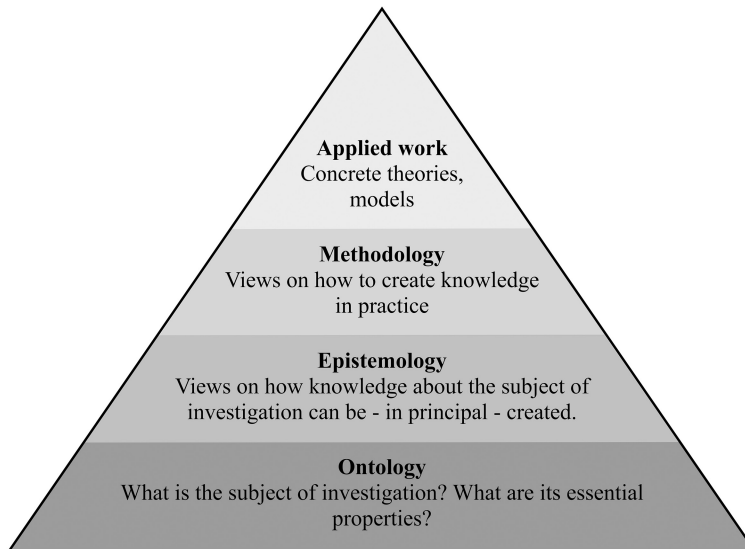 Applied work
Concrete theories,
models
Methodology
Views on how to create knowledge
in practice
Epistemology
Views on how knowledge about the subject of
investigation can be - in principal - created.
Ontology
What is the subject of investigation? What are its essential
properties?